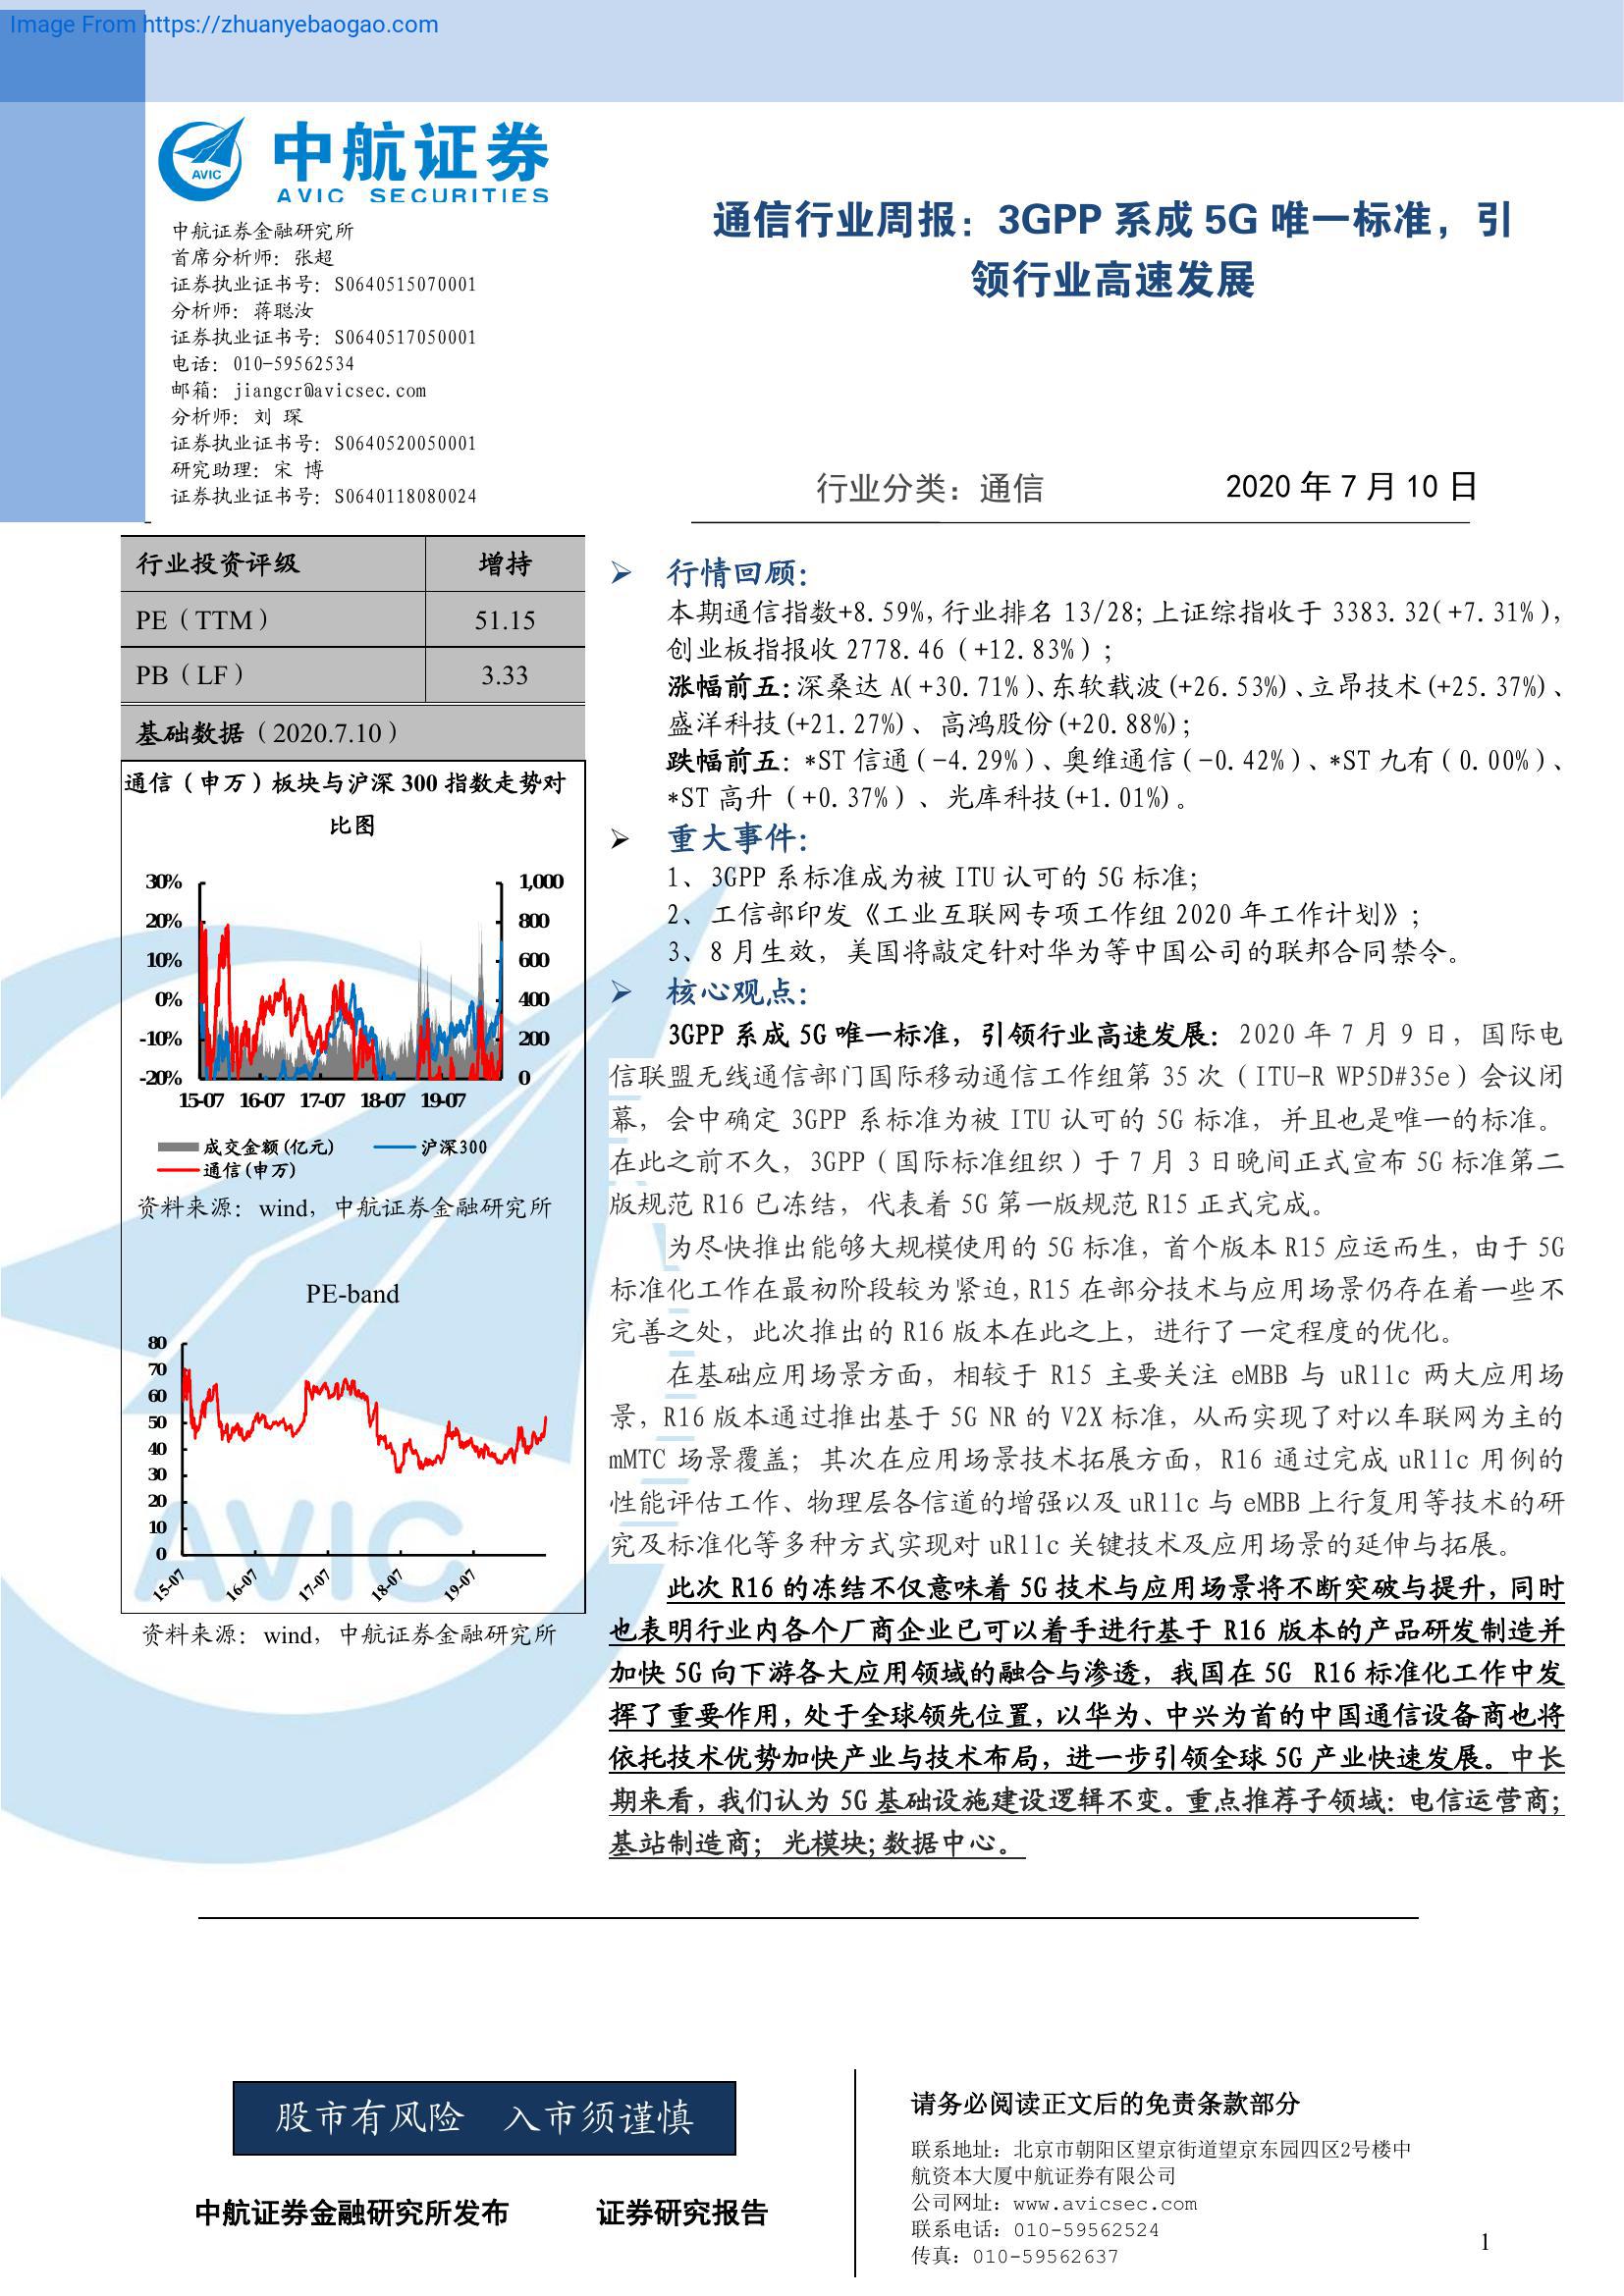 Image From https://zhuanyebaogao.com
AVIC
中航证券
AVIC SECURITIES
中航证券金融研究所
首席分析师：张超
证券执业证书号：S0640515070001
分析师：蒋聪汝
证券执业证书号：S0640517050001
电话：010-59562534
邮箱：jiangcr@avicsec.com
分析师：刘 琛
证券执业证书号：S0640520050001
研究助理：宋 博
证券执业证书号：S0640118080024
通信行业周报：3GPP 系成 5G 唯一标准，引
领行业高速发展
行业分类：通信 2020 年 7 月 10 日
行业投资评级 增持
PE（TTM） 51.15
PB（LF） 3.33
基础数据（2020.7.10）
通信（申万）板块与沪深 300 指数走势对
比图
30% 1,000
20% 800
10% 600
0% 400
-10% 200
-20% 0
15-07 16-07 17-07 18-07 19-07
成交金额(亿元) 沪深300
通信(申万)
资料来源：wind，中航证券金融研究所
PE-band
80
70
60
50
40
30
20
10
0
15-07 16-07 17-07 18-07 19-07
AVIC
资料来源：wind，中航证券金融研究所
➢ 行情回顾：
本期通信指数+8.59%,行业排名 13/28;上证综指收于 3383.32(+7.31%),
创业板指报收 2778.46（+12.83%）;
涨幅前五:深桑达 A(+30.71%)、东软载波(+26.53%)、立昂技术(+25.37%)、
盛洋科技(+21.27%)、高鸿股份(+20.88%);
跌幅前五：*ST 信通(-4.29%)、奥维通信(-0.42%)、*ST 九有(0.00%)、
*ST 高升（+0.37%）、光库科技(+1.01%)。
➢ 重大事件：
1、3GPP 系标准成为被 ITU 认可的 5G 标准;
2、工信部印发《工业互联网专项工作组 2020 年工作计划》;
3、8 月生效，美国将敲定针对华为等中国公司的联邦合同禁令。
➢ 核心观点：
3GPP 系成 5G 唯一标准，引领行业高速发展：2020 年 7 月 9 日，国际电
信联盟无线通信部门国际移动通信工作组第 35 次（ITU-R WP5D#35e）会议闭
幕，会中确定 3GPP 系标准为被 ITU 认可的 5G 标准，并且也是唯一的标准。
在此之前不久，3GPP（国际标准组织）于 7 月 3 日晚间正式宣布 5G 标准第二
版规范 R16 已冻结，代表着 5G 第一版规范 R15 正式完成。
为尽快推出能够大规模使用的 5G 标准，首个版本 R15 应运而生，由于 5G
标准化工作在最初阶段较为紧迫,R15 在部分技术与应用场景仍存在着一些不
完善之处，此次推出的 R16 版本在此之上，进行了一定程度的优化。
在基础应用场景方面，相较于 R15 主要关注 eMBB 与 uRllc 两大应用场
景，R16 版本通过推出基于 5G NR 的 V2X 标准，从而实现了对以车联网为主的
mMTC 场景覆盖；其次在应用场景技术拓展方面，R16 通过完成 uRllc 用例的
性能评估工作、物理层各信道的增强以及 uRllc 与 eMBB 上行复用等技术的研
究及标准化等多种方式实现对 uRllc 关键技术及应用场景的延伸与拓展。
此次 R16 的冻结不仅意味着 5G 技术与应用场景将不断突破与提升，同时
也表明行业内各个厂商企业已可以着手进行基于 R16 版本的产品研发制造并
加快 5G 向下游各大应用领域的融合与渗透，我国在 5G R16 标准化工作中发
挥了重要作用，处于全球领先位置，以华为、中兴为首的中国通信设备商也将
依托技术优势加快产业与技术布局，进一步引领全球 5G 产业快速发展。中长
期来看，我们认为 5G 基础设施建设逻辑不变。重点推荐子领域：电信运营商；
基站制造商；光模块;数据中心。
股市有风险 入市须谨慎
中航证券金融研究所发布 证券研究报告
请务必阅读正文后的免责条款部分
联系地址：北京市朝阳区望京街道望京东园四区2号楼中
航资本大厦中航证券有限公司
公司网址：www.avicsec.com
联系电话：010-59562524
传真：010-59562637
1